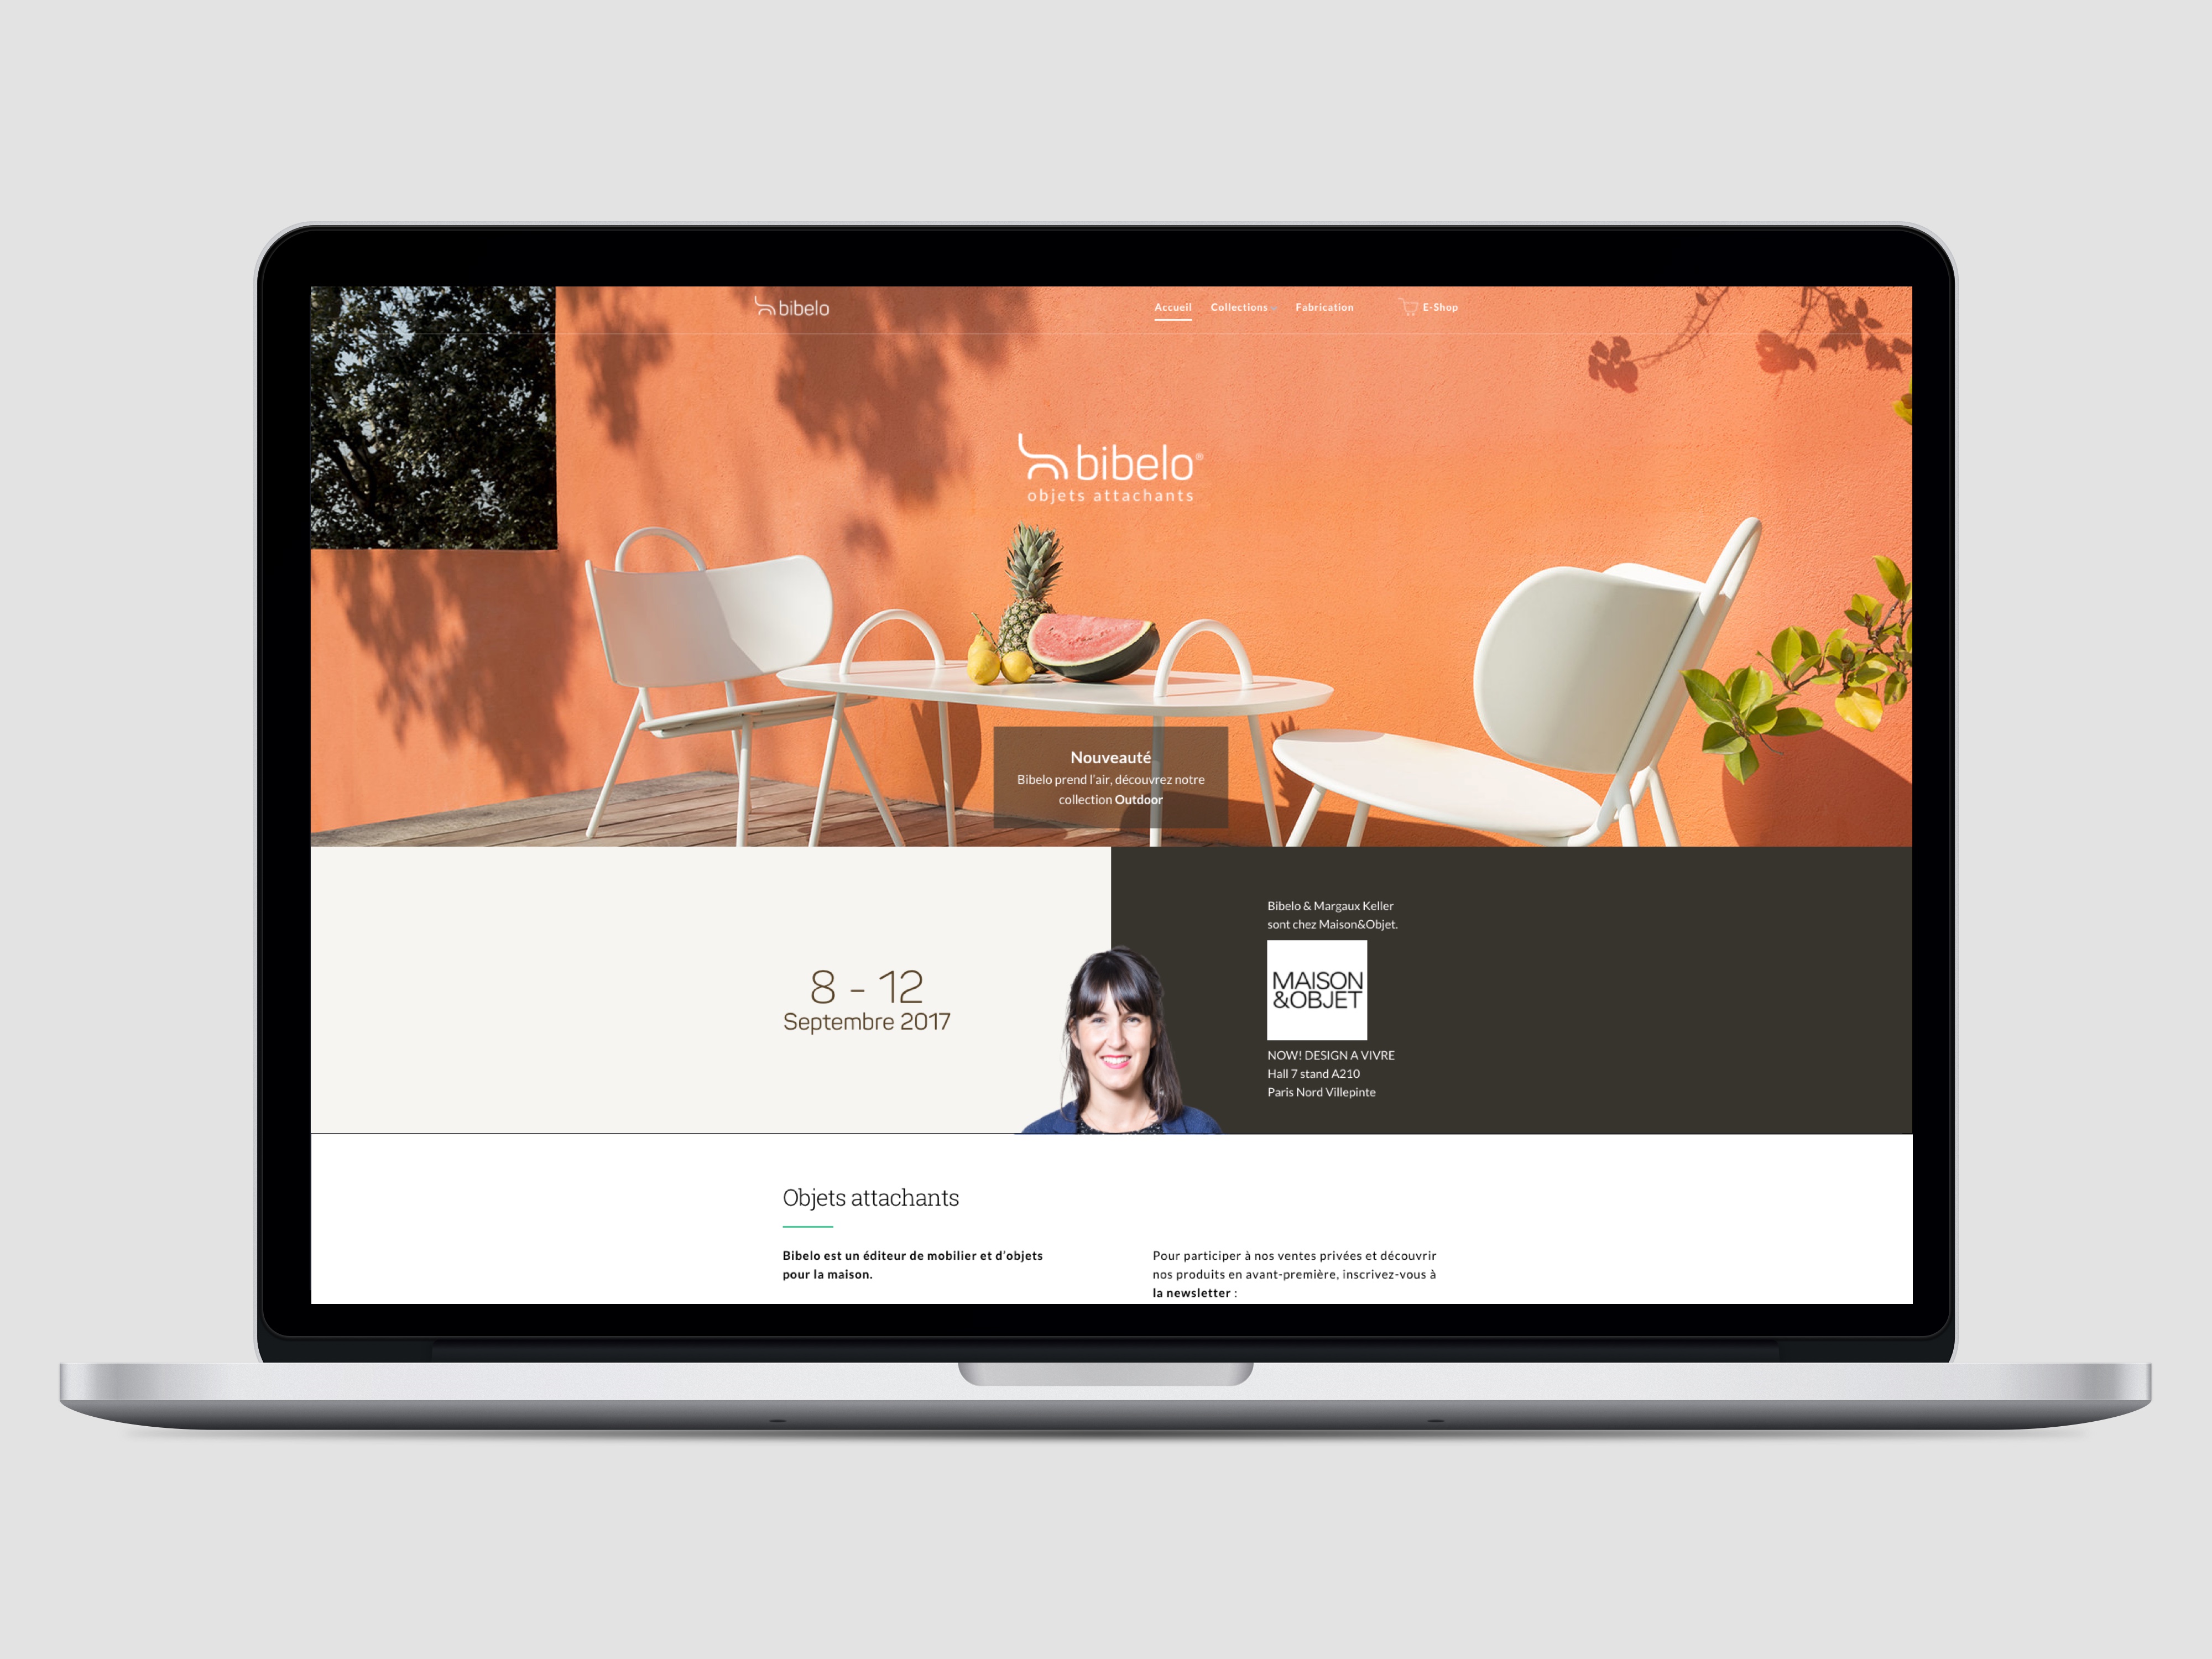 bibelo
Accueil Collections Fabrication E-Shop
bibelo®
objets attachants
Nouveauté
Bibelo prend l'air, découvrez notre
collection Outdoor
8 - 12
Septembre 2017
Bibelo & Margaux Keller
sont chez Maison&Objet.
MAISON
&OBJET
NOW! DESIGN A VIVRE
Hall 7 stand A210
Paris Nord Villepinte
Objets attachants
Bibelo est un éditeur de mobilier et d'objets
pour la maison.
Pour participer à nos ventes privées et découvrir
nos produits en avant-première, inscrivez-vous à
la newsletter :